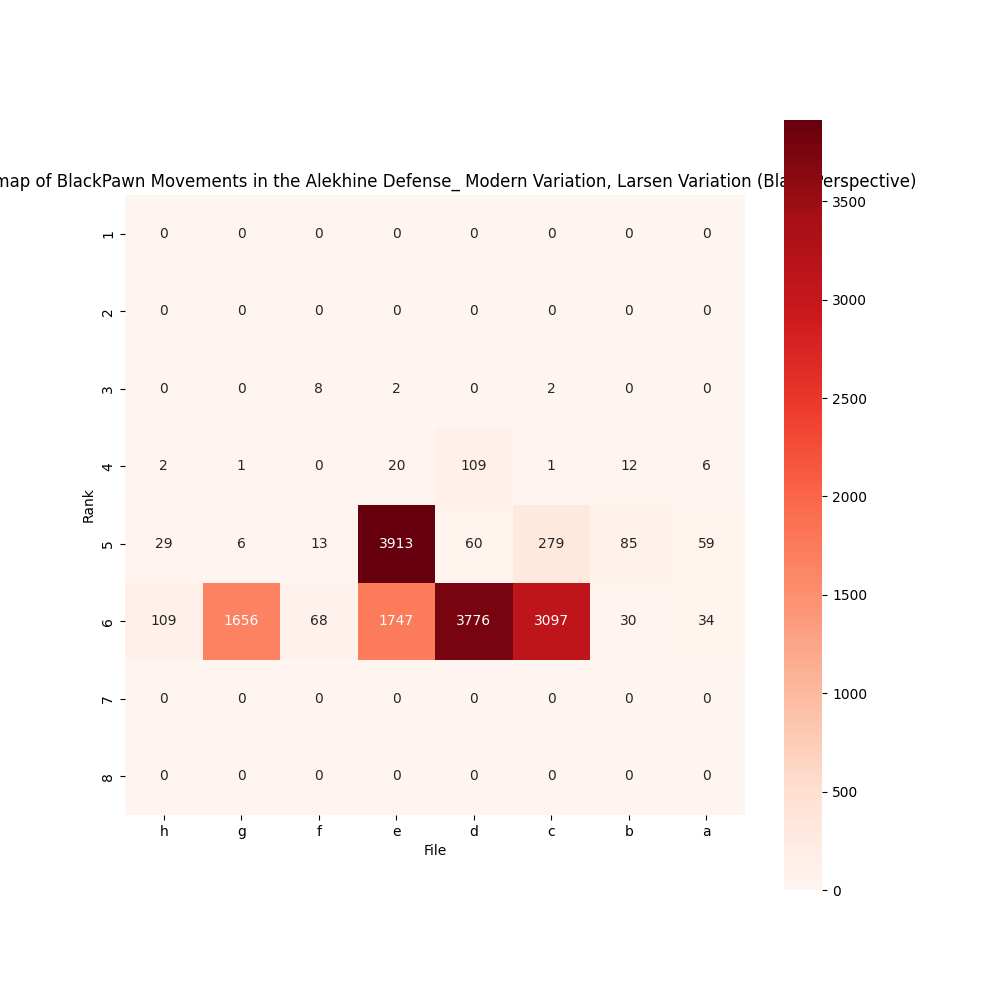 map of BlackPawn Movements in the Alekhine Defense_ Modern Variation, Larsen Variation (Black Perspective)
1 0 0 0 0 0 0 0 0
2 0 0 0 0 0 0 0 0
3 0 0 8 2 0 2 0 0
4 2 1 0 20 109 1 12 6
Rank
5 29 6 13 3913 60 279 85 59
6 109 1656 68 1747 3776 3097 30 34
7 0 0 0 0 0 0 0 0
8 0 0 0 0 0 0 0 0
h g f e d c b a
File
3500
3000
2500
2000
1500
1000
500
0